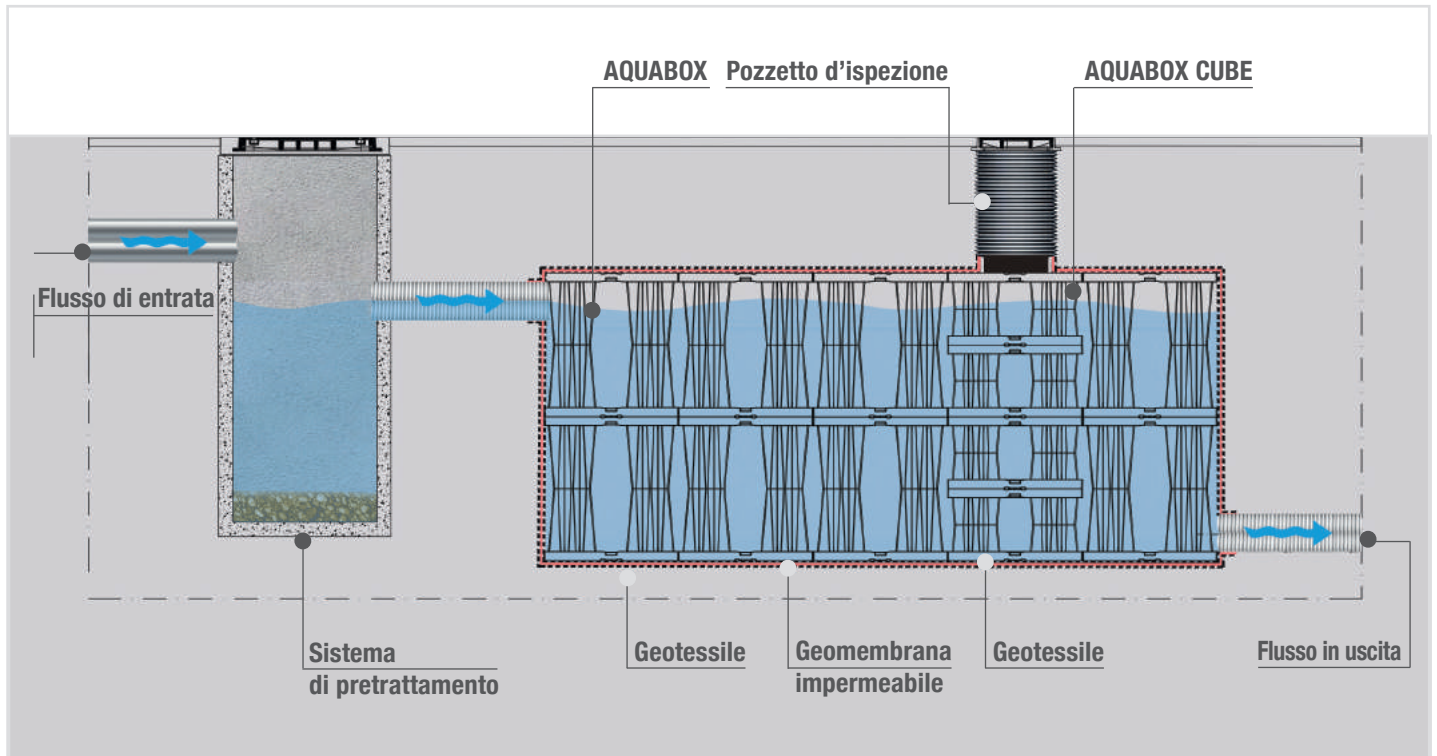 AQUABOX
Pozzetto d’ispezione
AQUABOX CUBE
Flusso di entrata
Sistema
di pretrattamento
Geotessile
Geomembrana
impermeabile
Geotessile
Flusso in uscita